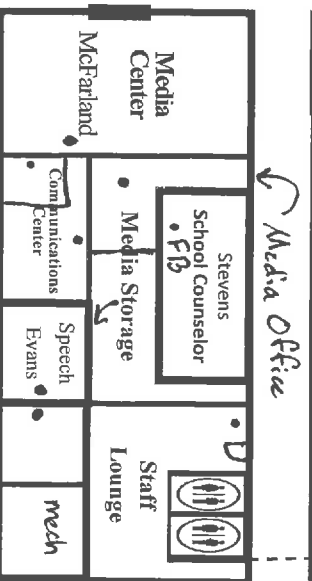 Media
Center
McFarland
Media Office
Stevens
School Counselor
FB
Media Storage
Communications
Center
Speech
Evans
Staff
Lounge
mech